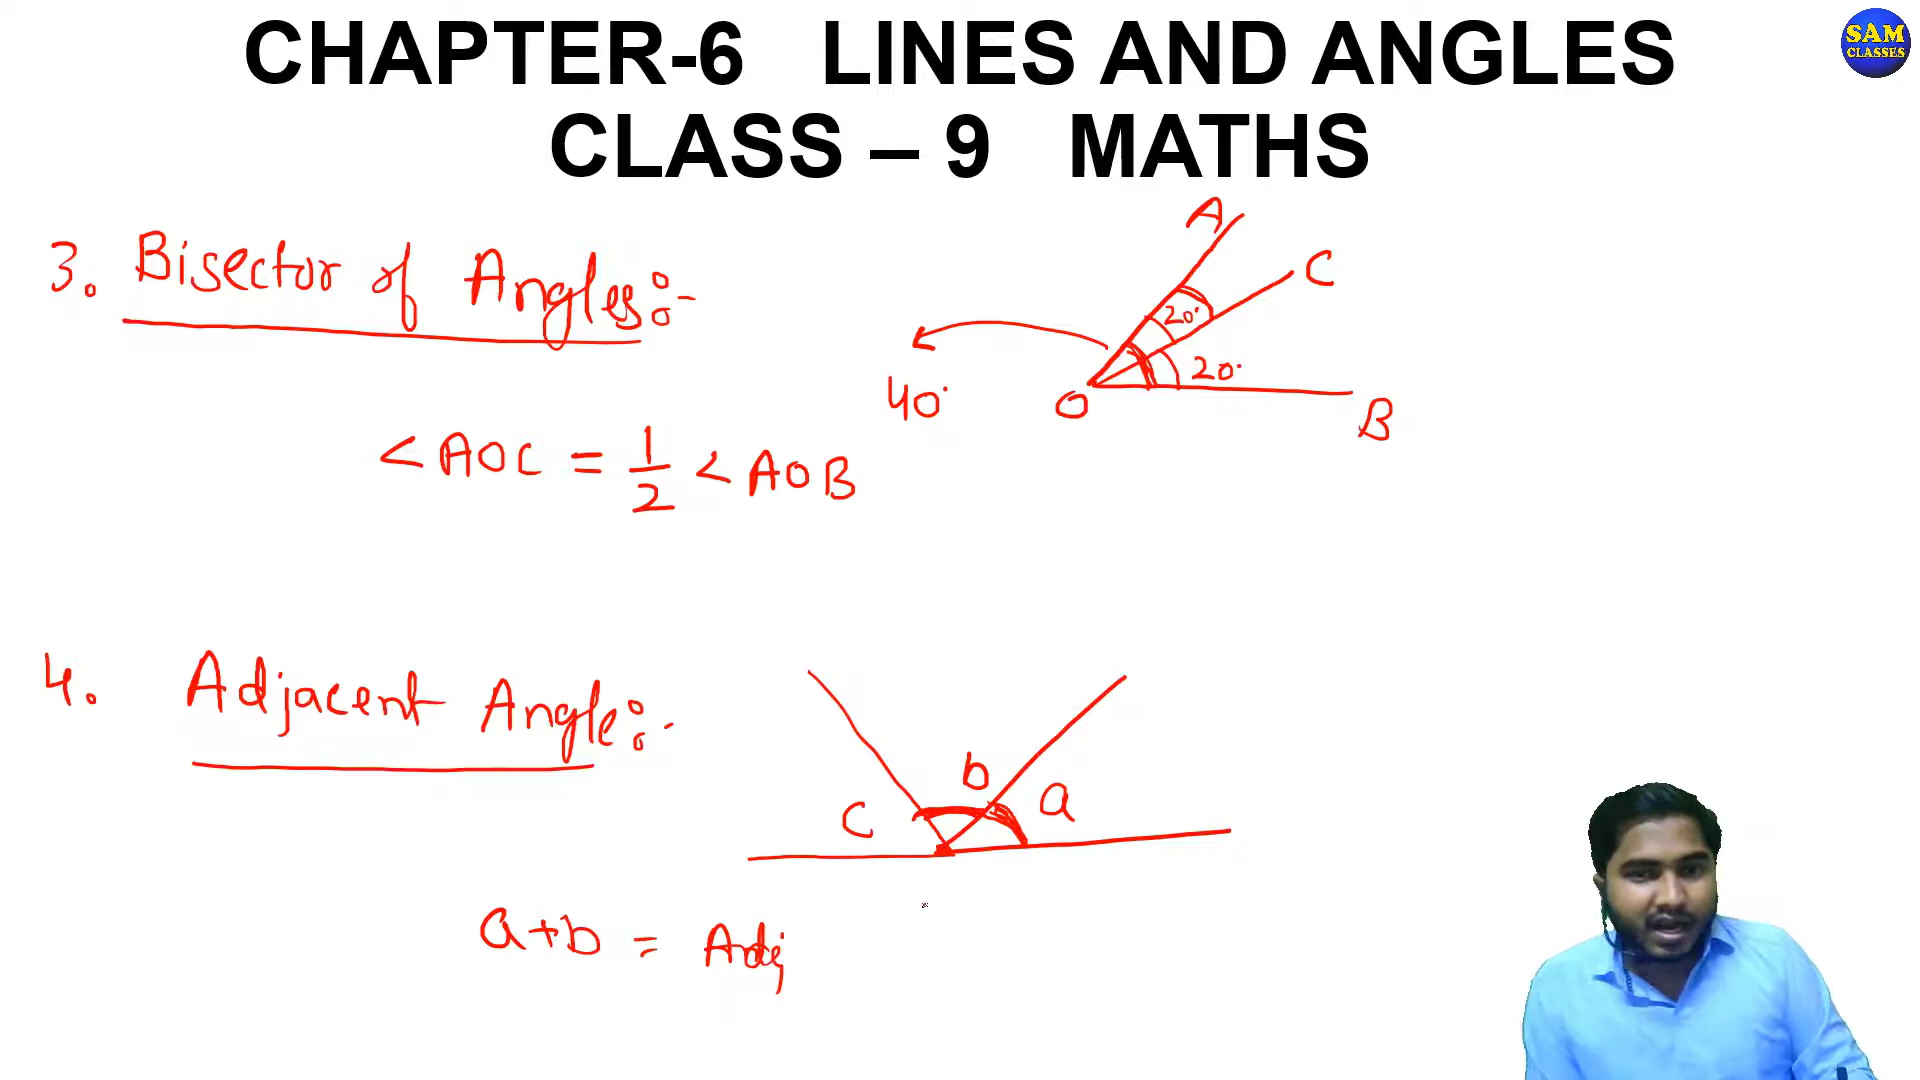 CHAPTER-6 LINES AND ANGLES
SAM
CLASSES
CLASS – 9 MATHS
3. Bisector of Angles:-
A
C
20°
20°
40°
O
B
<AOC = 1/2 <AOB
4. Adjacent Angle:-
b
a
c
a+b = Adj